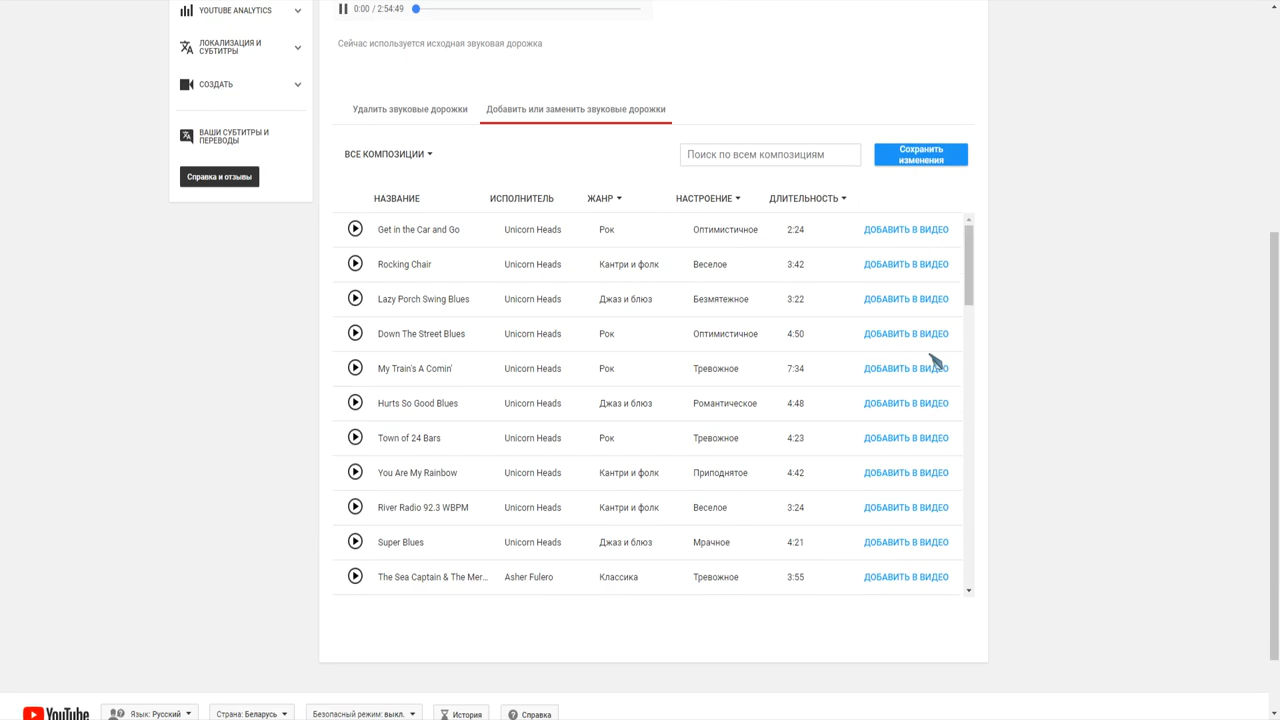 YOUTUBE ANALYTICS
0:00 / 2:54:49
ЛОКАЛИЗАЦИЯ И
СУБТИТРЫ
Сейчас используется исходная звуковая дорожка
СОЗДАТЬ
Удалить звуковые дорожки Добавить или заменить звуковые дорожки
ВАШИ СУБТИТРЫ И
ПЕРЕВОДЫ
Справка и отзывы
ВСЕ КОМПОЗИЦИИ Поиск по всем композициям Сохранить
изменения
НАЗВАНИЕ ИСПОЛНИТЕЛЬ ЖАНР НАСТРОЕНИЕ ДЛИТЕЛЬНОСТЬ
Get in the Car and Go Unicorn Heads Рок Оптимистичное 2:24 ДОБАВИТЬ В ВИДЕО
Rocking Chair Unicorn Heads Кантри и фолк Веселое 3:42 ДОБАВИТЬ В ВИДЕО
Lazy Porch Swing Blues Unicorn Heads Джаз и блюз Безмятежное 3:22 ДОБАВИТЬ В ВИДЕО
Down The Street Blues Unicorn Heads Рок Оптимистичное 4:50 ДОБАВИТЬ В ВИДЕО
My Train's A Comin' Unicorn Heads Рок Тревожное 7:34 ДОБАВИТЬ В ВИДЕО
Hurts So Good Blues Unicorn Heads Джаз и блюз Романтическое 4:48 ДОБАВИТЬ В ВИДЕО
Town of 24 Bars Unicorn Heads Рок Тревожное 4:23 ДОБАВИТЬ В ВИДЕО
You Are My Rainbow Unicorn Heads Кантри и фолк Приподнятое 4:42 ДОБАВИТЬ В ВИДЕО
River Radio 92.3 WBPM Unicorn Heads Кантри и фолк Веселое 3:24 ДОБАВИТЬ В ВИДЕО
Super Blues Unicorn Heads Джаз и блюз Мрачное 4:21 ДОБАВИТЬ В ВИДЕО
The Sea Captain & The Mer... Asher Fulero Классика Тревожное 3:55 ДОБАВИТЬ В ВИДЕО
YouTube Язык: Русский Страна: Беларусь Безопасный режим: выкл. История Справка